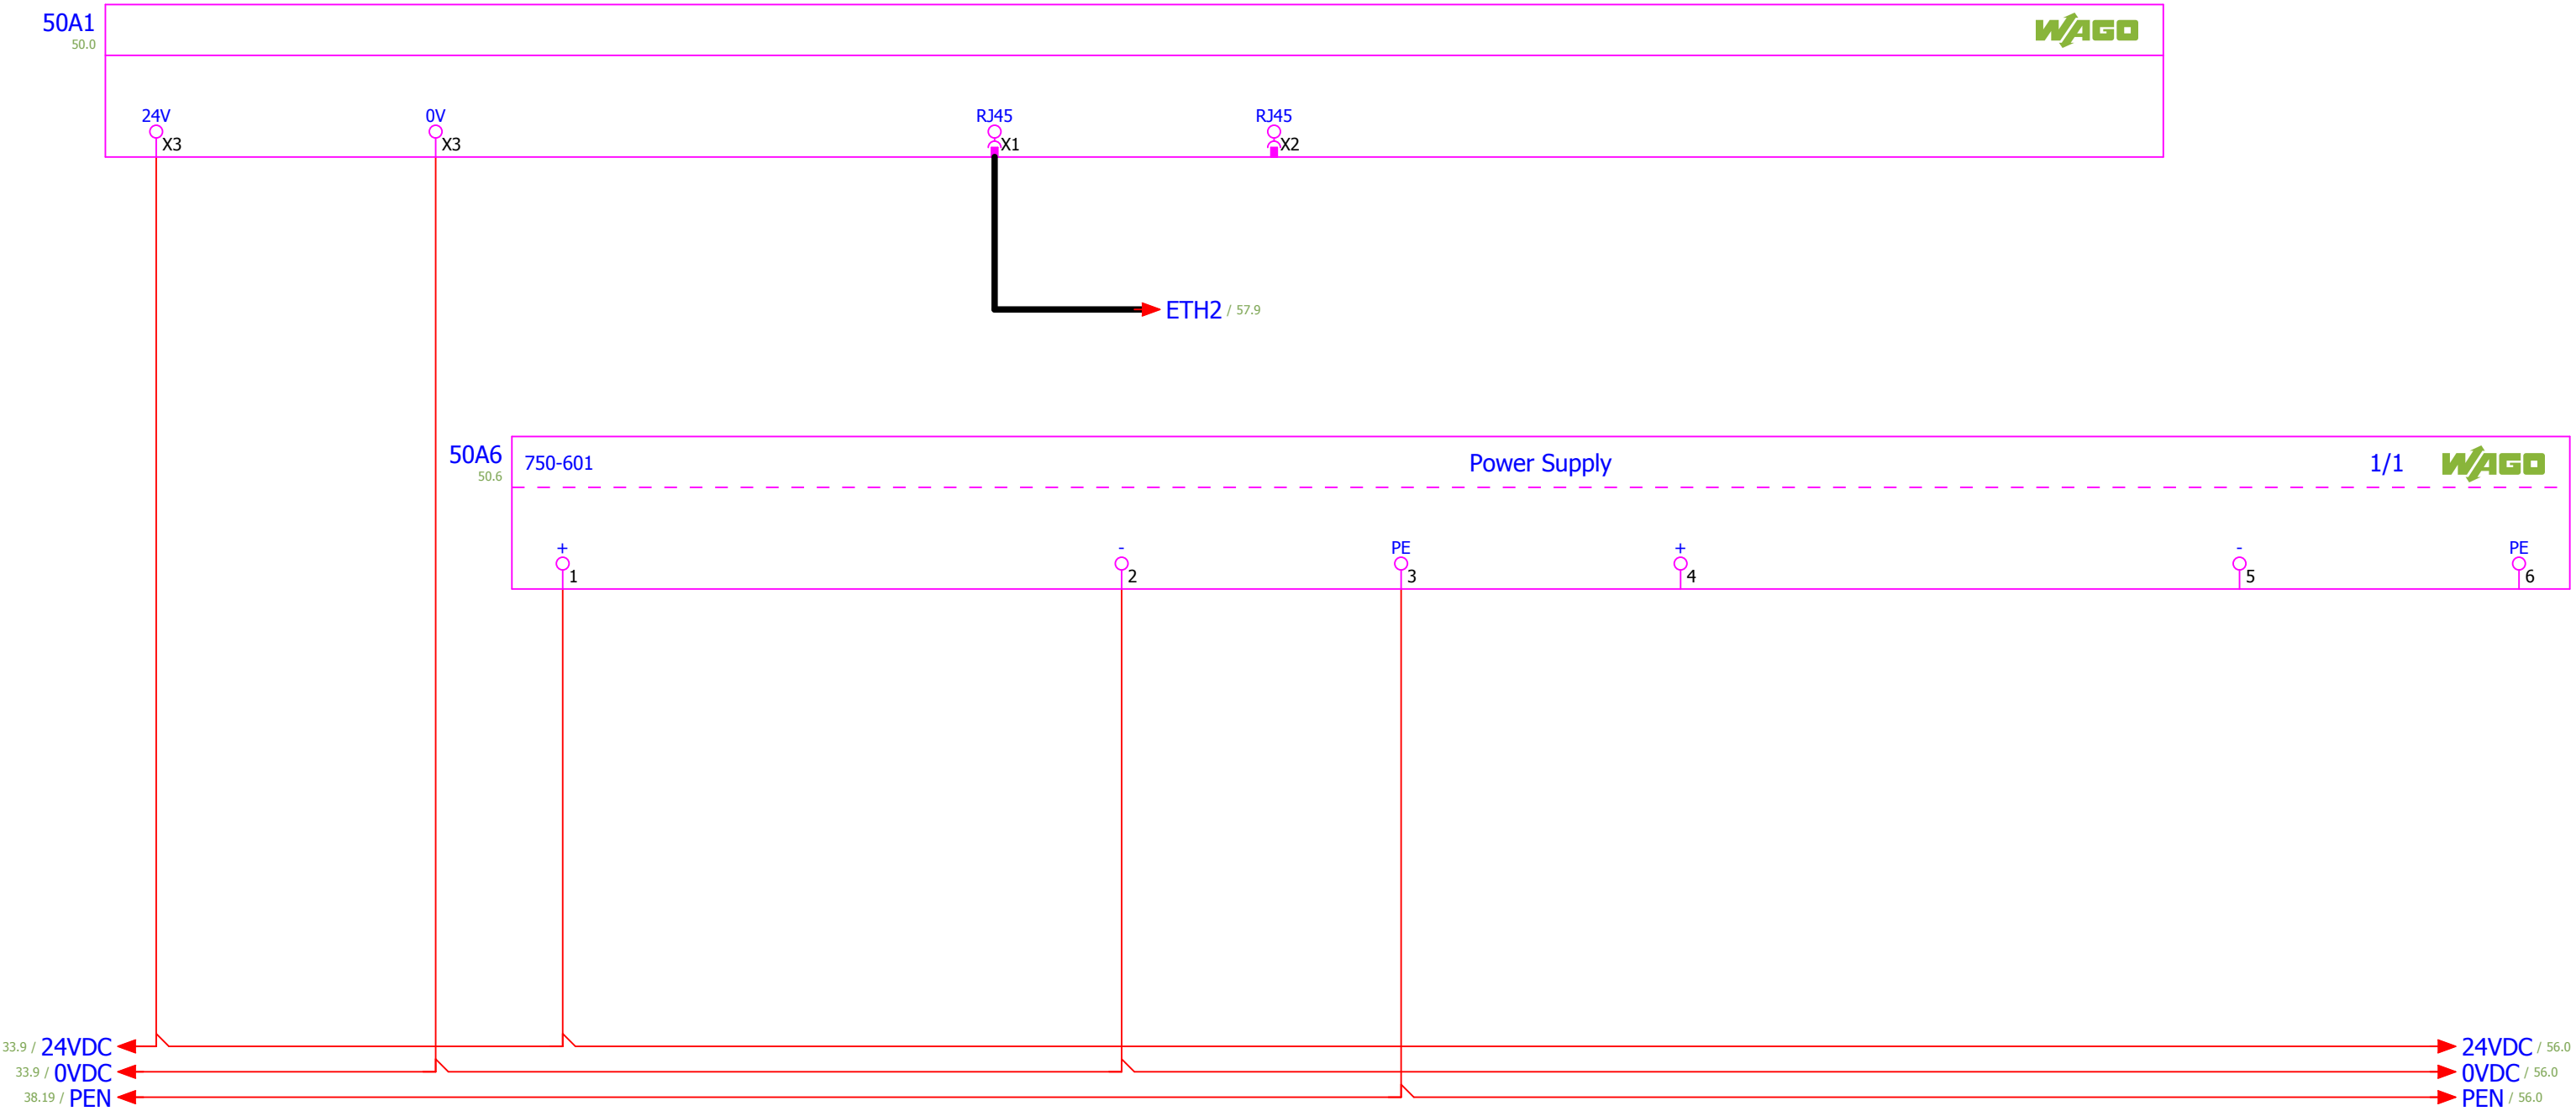 50A1
50.0
WAGO
24V
0V
RJ45
RJ45
X3
X3
X1
X2
ETH2 / 57.9
50A6
50.6
750-601
Power Supply
1/1
WAGO
+
-
PE
+
-
PE
1
2
3
4
5
6
33.9 / 24VDC
24VDC / 56.0
33.9 / 0VDC
0VDC / 56.0
38.19 / PEN
PEN / 56.0